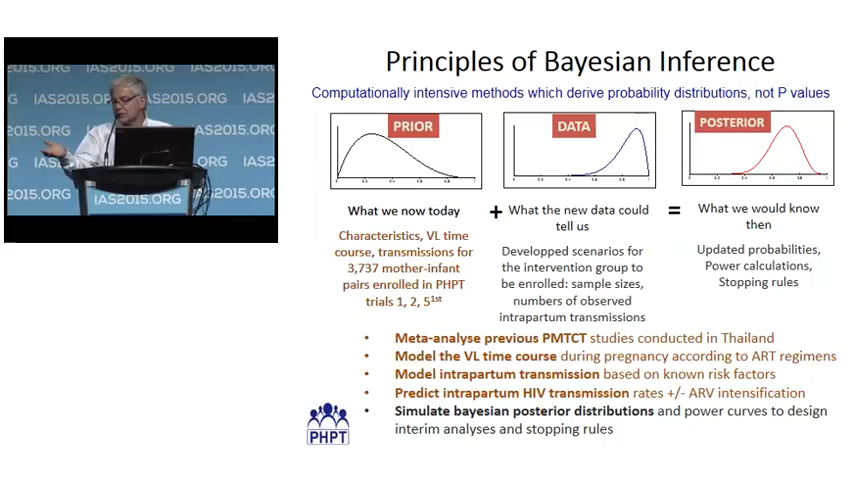 Principles of Bayesian Inference
Computationally intensive methods which derive probability distributions, not P values
PRIOR
DATA
POSTERIOR
What we now today
+
What the new data could
tell us
=
What we would know
then
Characteristics, VL time
course, transmissions for
3,737 mother-infant
pairs enrolled in PHPT
trials 1, 2, 5 1st
Developped scenarios for
the intervention group to
be enrolled: sample sizes,
numbers of observed
intrapartum transmissions
Updated probabilities,
Power calculations,
Stopping rules
• Meta-analyse previous PMTCT studies conducted in Thailand
• Model the VL time course during pregnancy according to ART regimens
• Model intrapartum transmission based on known risk factors
• Predict intrapartum HIV transmission rates +/- ARV intensification
• Simulate bayesian posterior distributions and power curves to design
interim analyses and stopping rules
PHPT
IAS2015.ORG
IAS2015.ORG
IAS2015.ORG
IAS2015.ORG